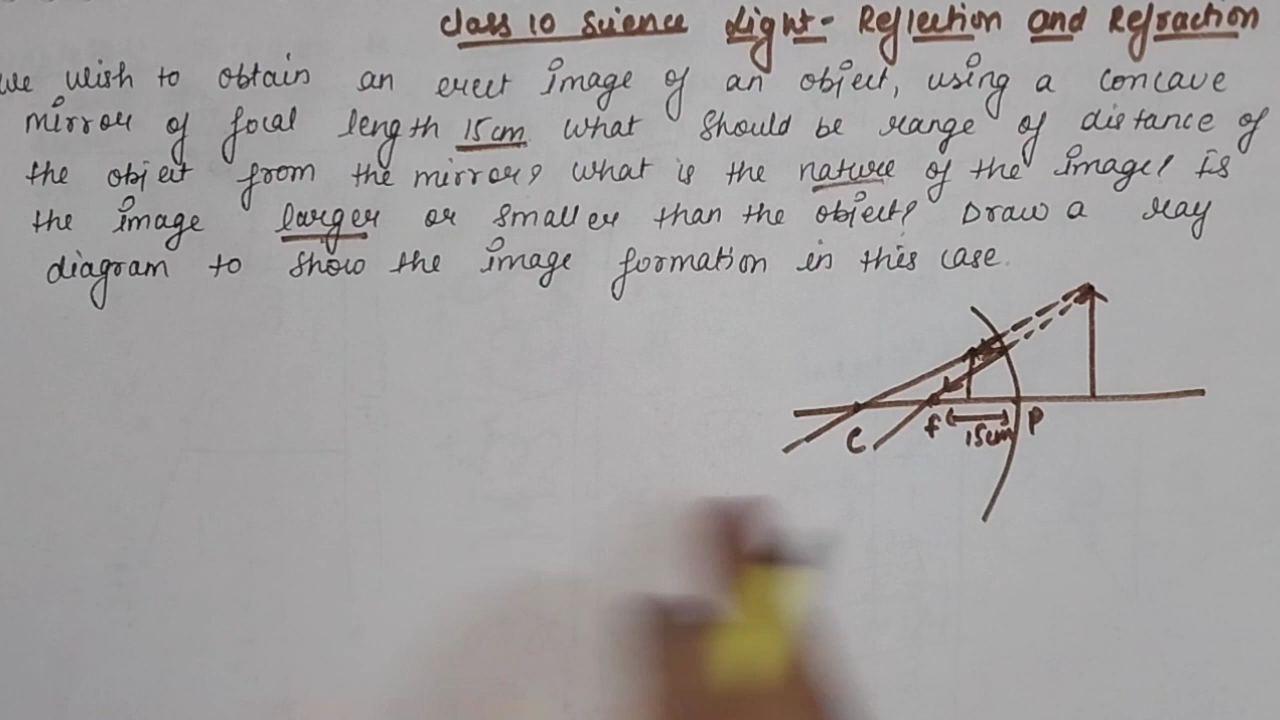 Class 10 Science Light - Reflection and Refraction
we wish to obtain an erect image of an object, using a concave
mirror of focal length 15 cm what should be range of distance of
the object from the mirror? what is the nature of the image? Is
the image larger or smaller than the object? Draw a ray
diagram to show the image formation in this case.
C f 15cm P